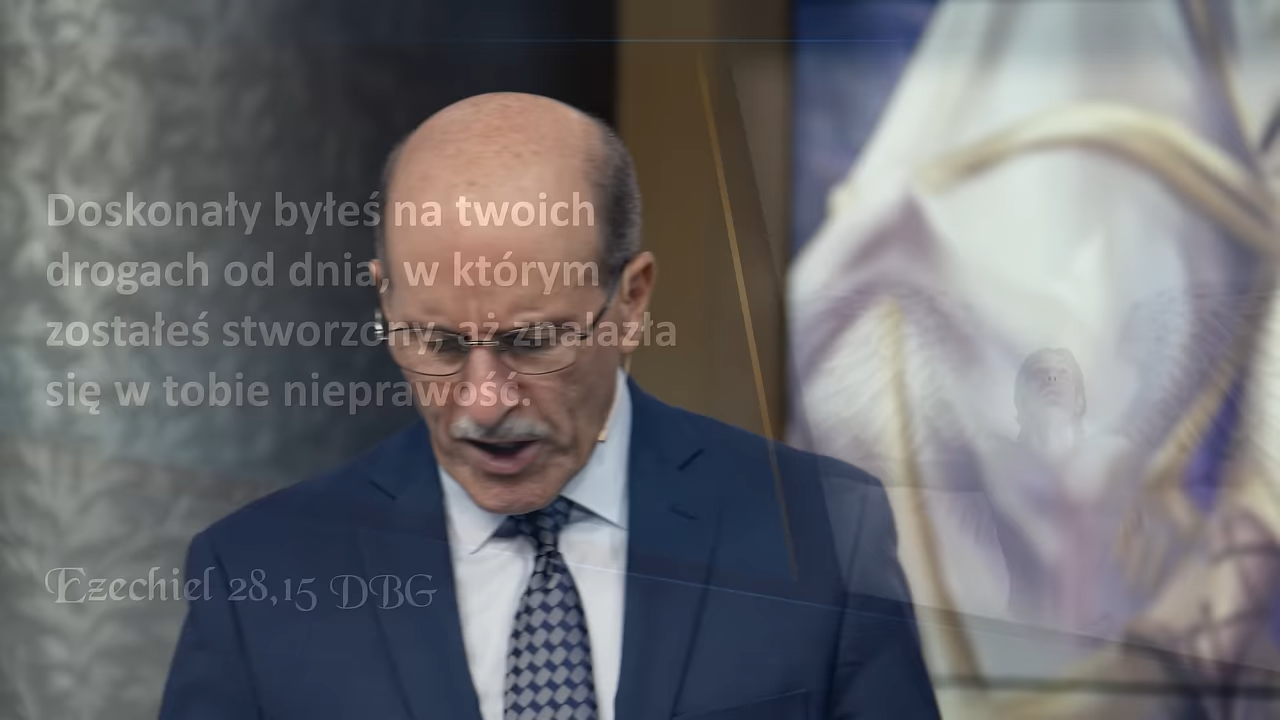 Doskonały byłeś na twoich
drogach od dnia, w którym
zostałeś stworzony, aż znalazła
się w tobie nieprawość.
Ezechiel 28,15 DBG